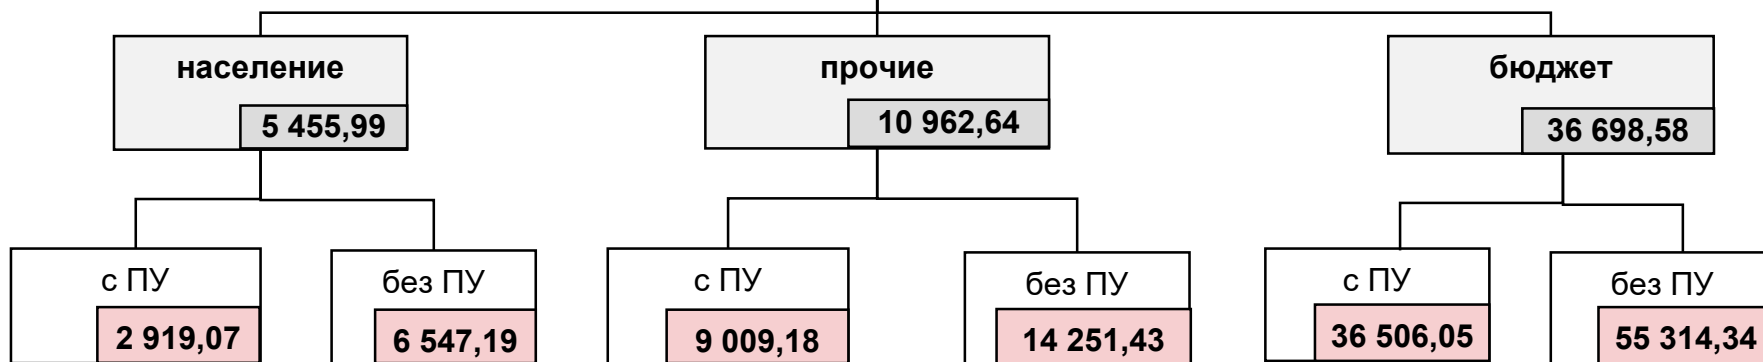 население
5 455,99
прочие
10 962,64
бюджет
36 698,58
с ПУ
2 919,07
без ПУ
6 547,19
с ПУ
9 009,18
без ПУ
14 251,43
с ПУ
36 506,05
без ПУ
55 314,34